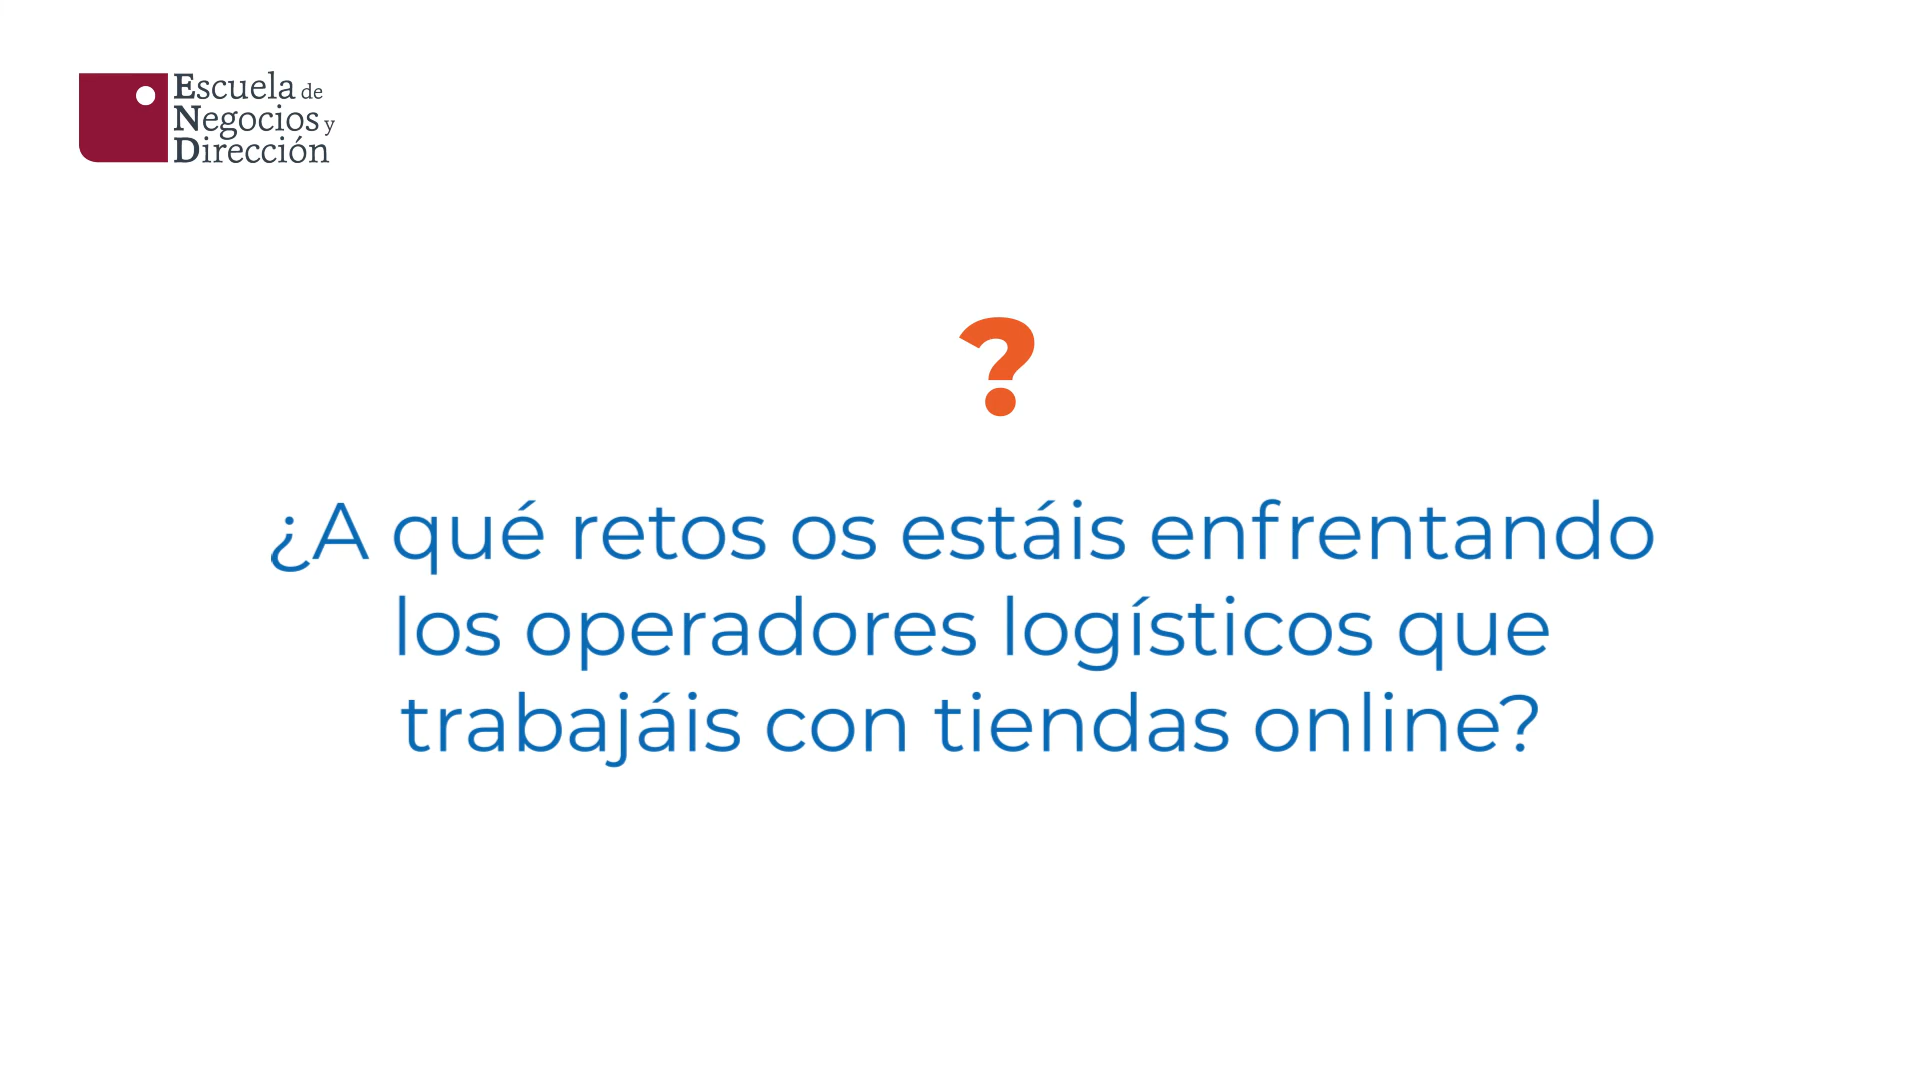 Escuela de
Negocios y
Dirección
?
¿A qué retos os estáis enfrentando
los operadores logísticos que
trabajáis con tiendas online?